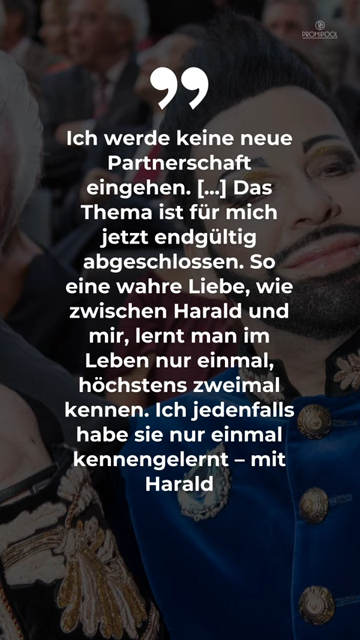 PROMIPOOL
Ich werde keine neue
Partnerschaft
eingehen. [...] Das
Thema ist für mich
jetzt endgültig
abgeschlossen. So
eine wahre Liebe, wie
zwischen Harald und
mir, lernt man im
Leben nur einmal,
höchstens zweimal
kennen. Ich jedenfalls
habe sie nur einmal
kennengelernt – mit
Harald